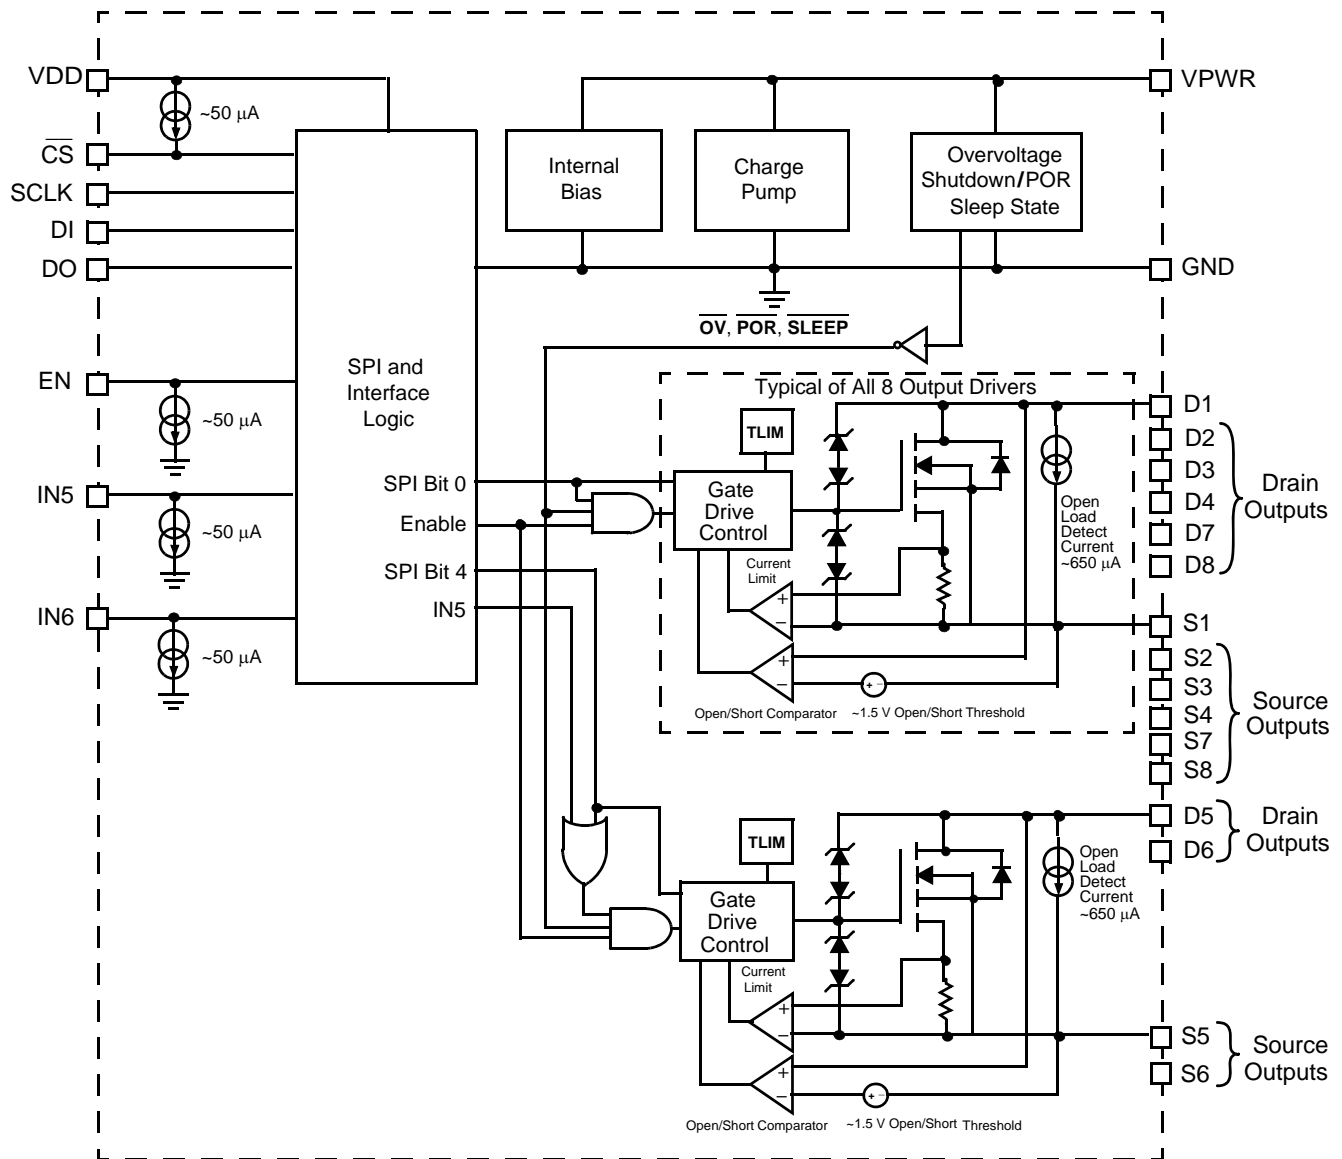 VDD
~50 μA
CS
SCLK
DI
DO
EN
~50 μA
IN5
~50 μA
IN6
~50 μA
SPI and
Interface
Logic
SPI Bit 0
Enable
SPI Bit 4
IN5
Internal
Bias
Charge
Pump
Overvoltage
Shutdown/POR
Sleep State
VPWR
GND
OV, POR, SLEEP
Typical of All 8 Output Drivers
TLIM
Gate
Drive
Control
Current
Limit
+
−
+
−
+ −
Open
Load
Detect
Current
~650 μA
Open/Short Comparator
~1.5 V Open/Short Threshold
D1
D2
D3
D4
D7
D8
Drain
Outputs
S1
S2
S3
S4
S7
S8
Source
Outputs
TLIM
Gate
Drive
Control
Current
Limit
+
−
+
−
+ −
Open
Load
Detect
Current
~650 μA
Open/Short Comparator
~1.5 V Open/Short Threshold
D5
D6
Drain
Outputs
S5
S6
Source
Outputs